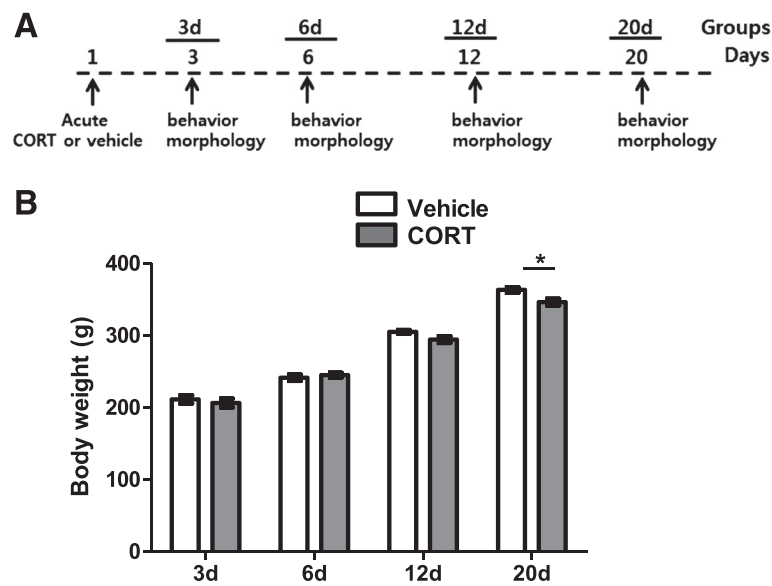 A
3d 6d 12d 20d Groups
1 3 6 12 20 Days
Acute behavior behavior behavior behavior
CORT or vehicle morphology morphology morphology morphology
B
Vehicle
CORT
*
400
300
200
100
0
Body weight (g)
3d 6d 12d 20d